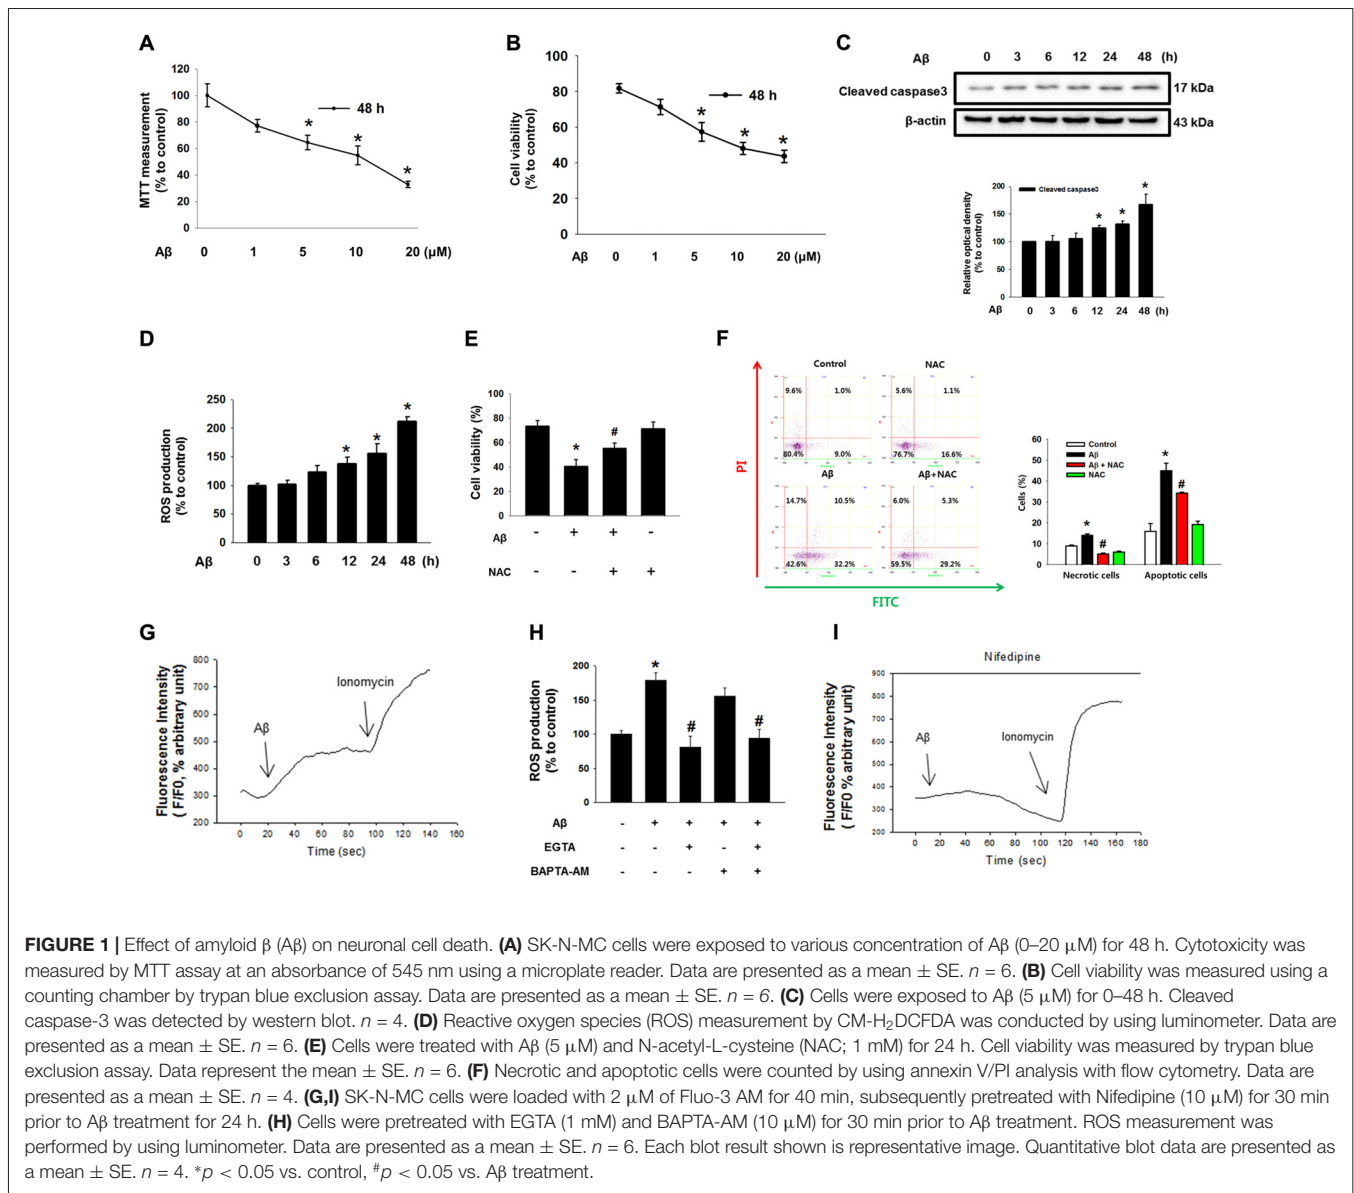 A
120
100
80
60
40
20
0
MTT measurement
(% to control)
48 h
*
*
*
Aβ 0 1 5 10 20 (μM)
B
100
80
60
40
20
0
Cell viability
(% to control)
48 h
*
*
*
Aβ 0 1 5 10 20 (μM)
C
Aβ 0 3 6 12 24 48 (h)
Cleaved caspase3 17 kDa
β-actin 43 kDa
200
150
100
50
0
Relative optical density
(% to control)
Cleaved caspase3
* * *
Aβ 0 3 6 12 24 48 (h)
D
250
200
150
100
50
0
ROS production
(% to control)
* * *
Aβ 0 3 6 12 24 48 (h)
E
100
80
60
40
20
0
Cell viability (%)
* #
Aβ - + + -
NAC - - + +
F
PI
FITC
Control
9.6% 1.0%
80.4% 9.0%
NAC
5.6% 1.1%
76.7% 16.6%
Aβ
14.7% 10.5%
42.6% 32.2%
Aβ+NAC
6.0% 5.3%
59.5% 29.2%
60
50
40
30
20
10
0
Cells (%)
Control
Aβ
Aβ + NAC
NAC
* # * #
Necrotic cells Apoptotic cells
G
800
700
600
500
400
300
200
Fluorescence Intensity
( F/F0, % arbitrary unit)
Aβ
Ionomycin
0 20 40 60 80 100 120 140 160
Time (sec)
H
200
150
100
50
0
ROS production
(% to control)
* # #
Aβ - + + + +
EGTA - - + - +
BAPTA-AM - - - + +
I
Nifedipine
900
800
700
600
500
400
300
200
Fluorescence Intensity
( F/F0 % arbitrary unit)
Aβ
Ionomycin
0 20 40 60 80 100 120 140 160 180
Time (sec)
FIGURE 1 | Effect of amyloid β (Aβ) on neuronal cell death. (A) SK-N-MC cells were exposed to various concentration of Aβ (0–20 μM) for 48 h. Cytotoxicity was
measured by MTT assay at an absorbance of 545 nm using a microplate reader. Data are presented as a mean ± SE. n = 6. (B) Cell viability was measured using a
counting chamber by trypan blue exclusion assay. Data are presented as a mean ± SE. n = 6. (C) Cells were exposed to Aβ (5 μM) for 0–48 h. Cleaved
caspase-3 was detected by western blot. n = 4. (D) Reactive oxygen species (ROS) measurement by CM-H₂DCFDA was conducted by using luminometer. Data are
presented as a mean ± SE. n = 6. (E) Cells were treated with Aβ (5 μM) and N-acetyl-L-cysteine (NAC; 1 mM) for 24 h. Cell viability was measured by trypan blue
exclusion assay. Data represent the mean ± SE. n = 6. (F) Necrotic and apoptotic cells were counted by using annexin V/PI analysis with flow cytometry. Data are
presented as a mean ± SE. n = 4. (G,I) SK-N-MC cells were loaded with 2 μM of Fluo-3 AM for 40 min, subsequently pretreated with Nifedipine (10 μM) for 30 min
prior to Aβ treatment for 24 h. (H) Cells were pretreated with EGTA (1 mM) and BAPTA-AM (10 μM) for 30 min prior to Aβ treatment. ROS measurement was
performed by using luminometer. Data are presented as a mean ± SE. n = 6. Each blot result shown is representative image. Quantitative blot data are presented as
a mean ± SE. n = 4. *p < 0.05 vs. control, #p < 0.05 vs. Aβ treatment.